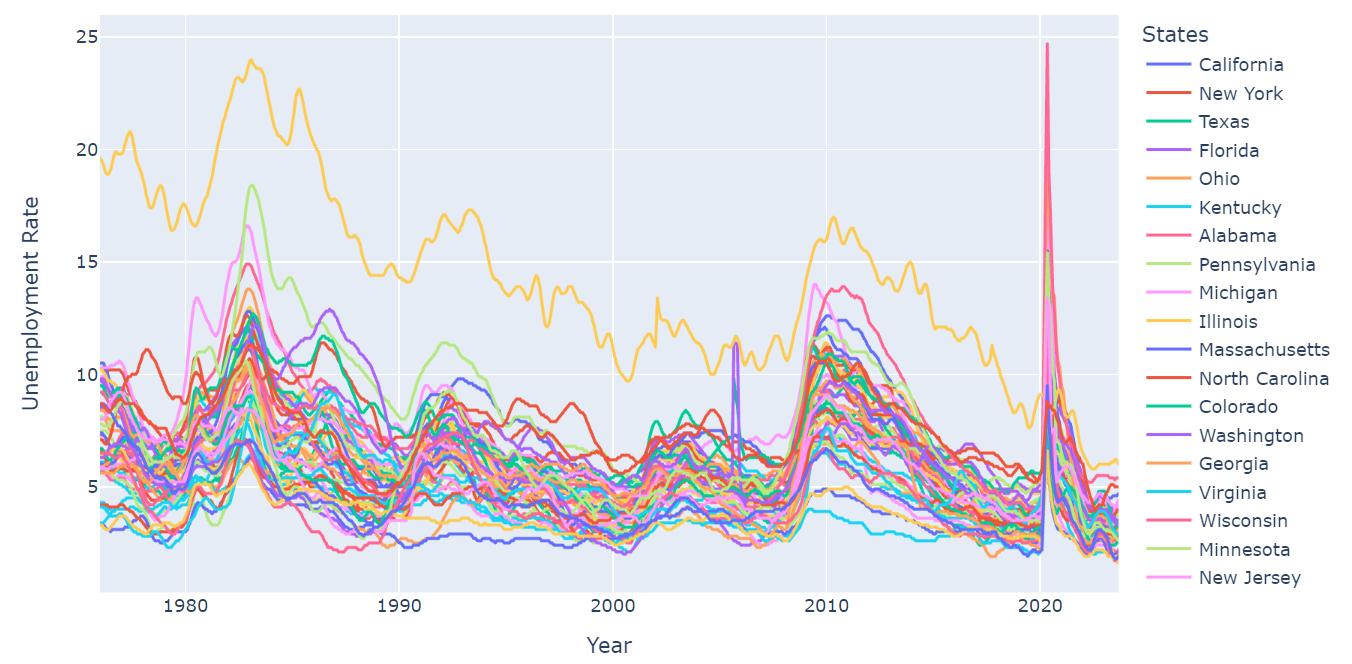 States
California
New York
Texas
Florida
Ohio
Kentucky
Alabama
Pennsylvania
Michigan
Illinois
Massachusetts
North Carolina
Colorado
Washington
Georgia
Virginia
Wisconsin
Minnesota
New Jersey
Unemployment Rate
25
20
15
10
5
1980
1990
2000
2010
2020
Year